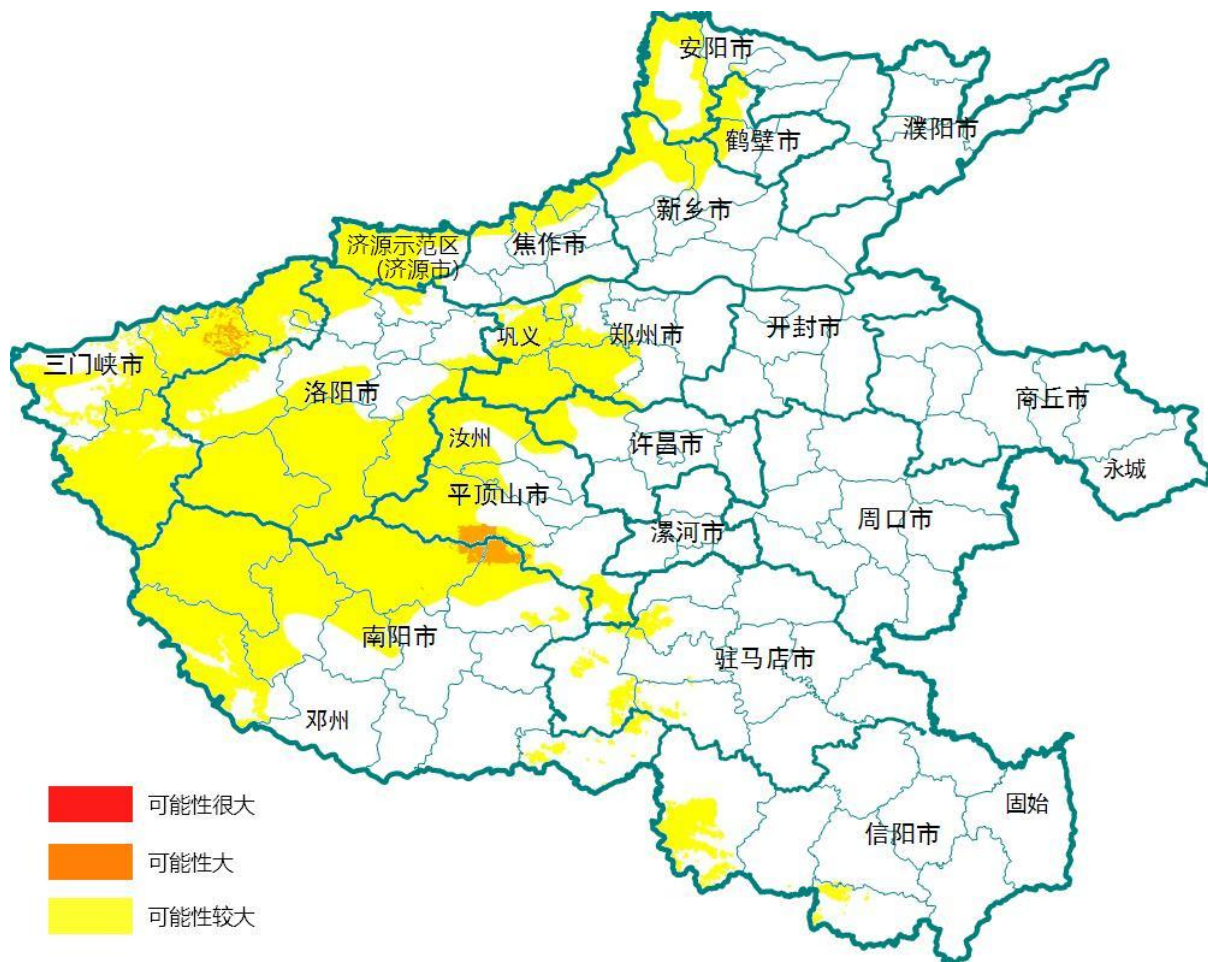 安阳市
濮阳市
鹤壁市
新乡市
济源示范区
(济源市)
焦作市
巩义
郑州市
开封市
三门峡市
洛阳市
商丘市
汝州
许昌市
永城
平顶山市
漯河市
周口市
南阳市
驻马店市
邓州
信阳市
固始
可能性很大
可能性大
可能性较大